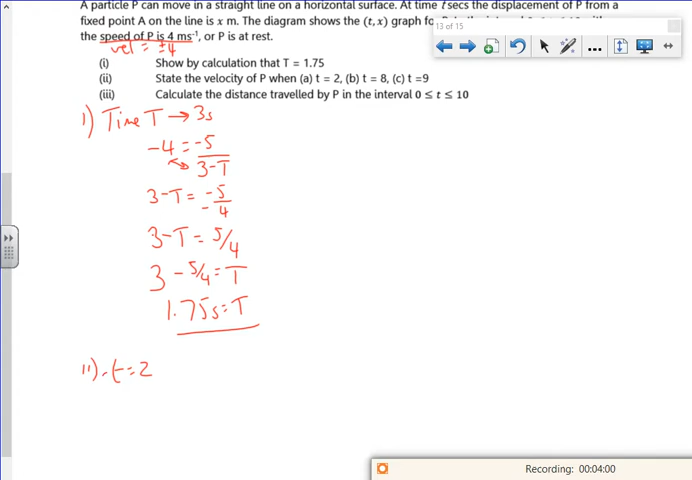 A particle P can move in a straight line on a horizontal surface. At time t secs the displacement of P from a
fixed point A on the line is x m. The diagram shows the (t, x) graph for
the speed of P is 4 ms⁻¹, or P is at rest.
vel = ±4
13 of 15
(i) Show by calculation that T = 1.75
(ii) State the velocity of P when (a) t = 2, (b) t = 8, (c) t =9
(iii) Calculate the distance travelled by P in the interval 0 ≤ t ≤ 10
i) Time T → 3s
-4 = -5
3-T
3-T = -5
-4
3-T = 5/4
3 - 5/4 = T
1.75s = T
ii). t = 2
Recording: 00:04:00